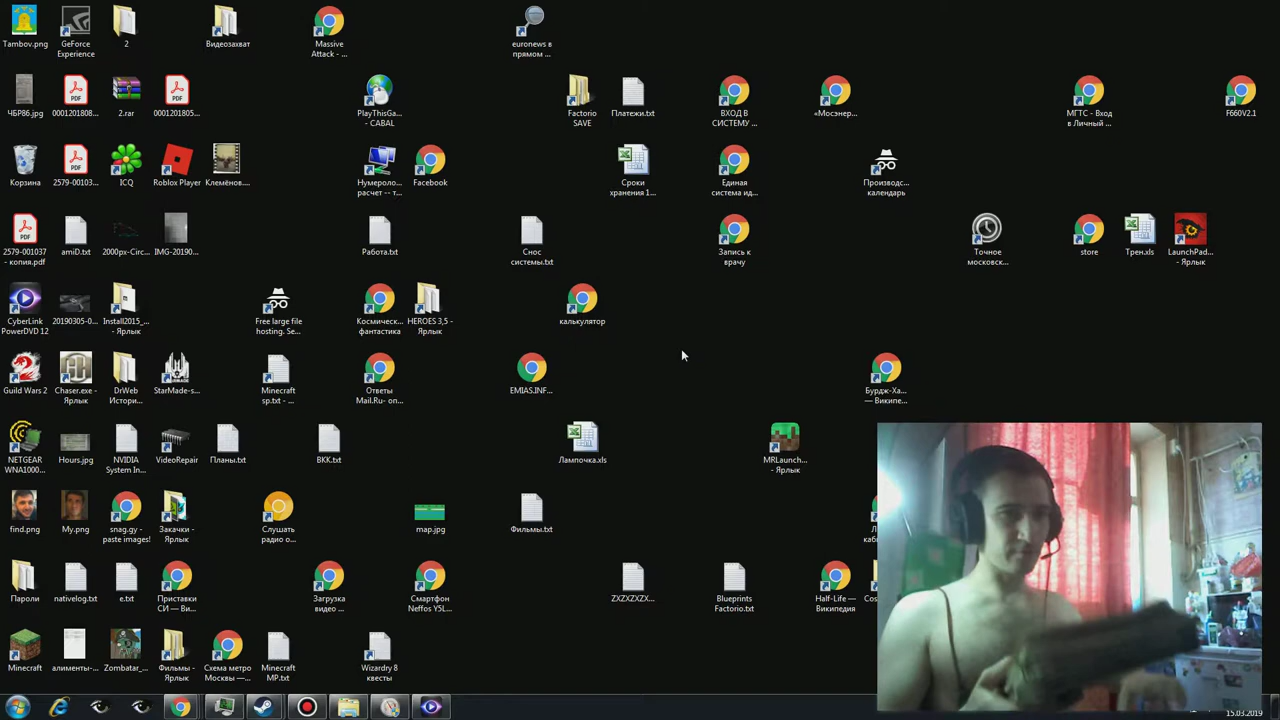 Tambov.png
GeForce
Experience
2
Видеозахват
Massive
Attack - ...
euronews в
прямом ...
ЧБР86.jpg
0001201808...
2.rar
0001201805...
PlayThisGa...
- CABAL
Factorio
SAVE
Платежи.txt
ВХОД В
СИСТЕМУ ...
«Мосэнер...
МГТС - Вход
в Личный ...
F660V2.1
Корзина
2579-00103...
ICQ
Roblox Player
Клемёнов....
Нумероло...
расчет -- т...
Facebook
Сроки
хранения 1...
Единая
система ид...
Производс...
календарь
2579-001037
- копия.pdf
amiD.txt
2000px-Circ...
IMG-20190...
Работа.txt
Снос
системы.txt
Запись к
врачу
Точное
московск...
store
Трен.xls
LaunchPad...
- Ярлык
CyberLink
PowerDVD 12
20190305-0...
Install2015_...
- Ярлык
Free large file
hosting. Se...
Космическ...
фантастика
HEROES 3,5 -
Ярлык
калькулятор
Guild Wars 2
Chaser.exe -
Ярлык
DrWeb
Истори...
StarMade-s...
Minecraft
sp.txt - ...
Ответы
Mail.Ru- оп...
EMIAS.INF...
Бурдж-Ха...
— Википе...
NETGEAR
WNA1000...
Hours.jpg
NVIDIA
System In...
VideoRepair
Планы.txt
ВКК.txt
Лампочка.xls
MRLaunch...
- Ярлык
find.png
My.png
snag.gy -
paste images!
Закачки -
Ярлык
Слушать
радио о...
map.jpg
Фильмы.txt
Пароли
nativelog.txt
e.txt
Приставки
СИ — Ви...
Загрузка
видео ...
Смартфон
Neffos Y5L...
ZXZXZXZX...
Blueprints
Factorio.txt
Half-Life —
Википедия
Minecraft
алименты-...
Zombatar_...
Фильмы -
Ярлык
Схема метро
Москвы —...
Minecraft
MP.txt
Wizardry 8
квесты
15.03.2019